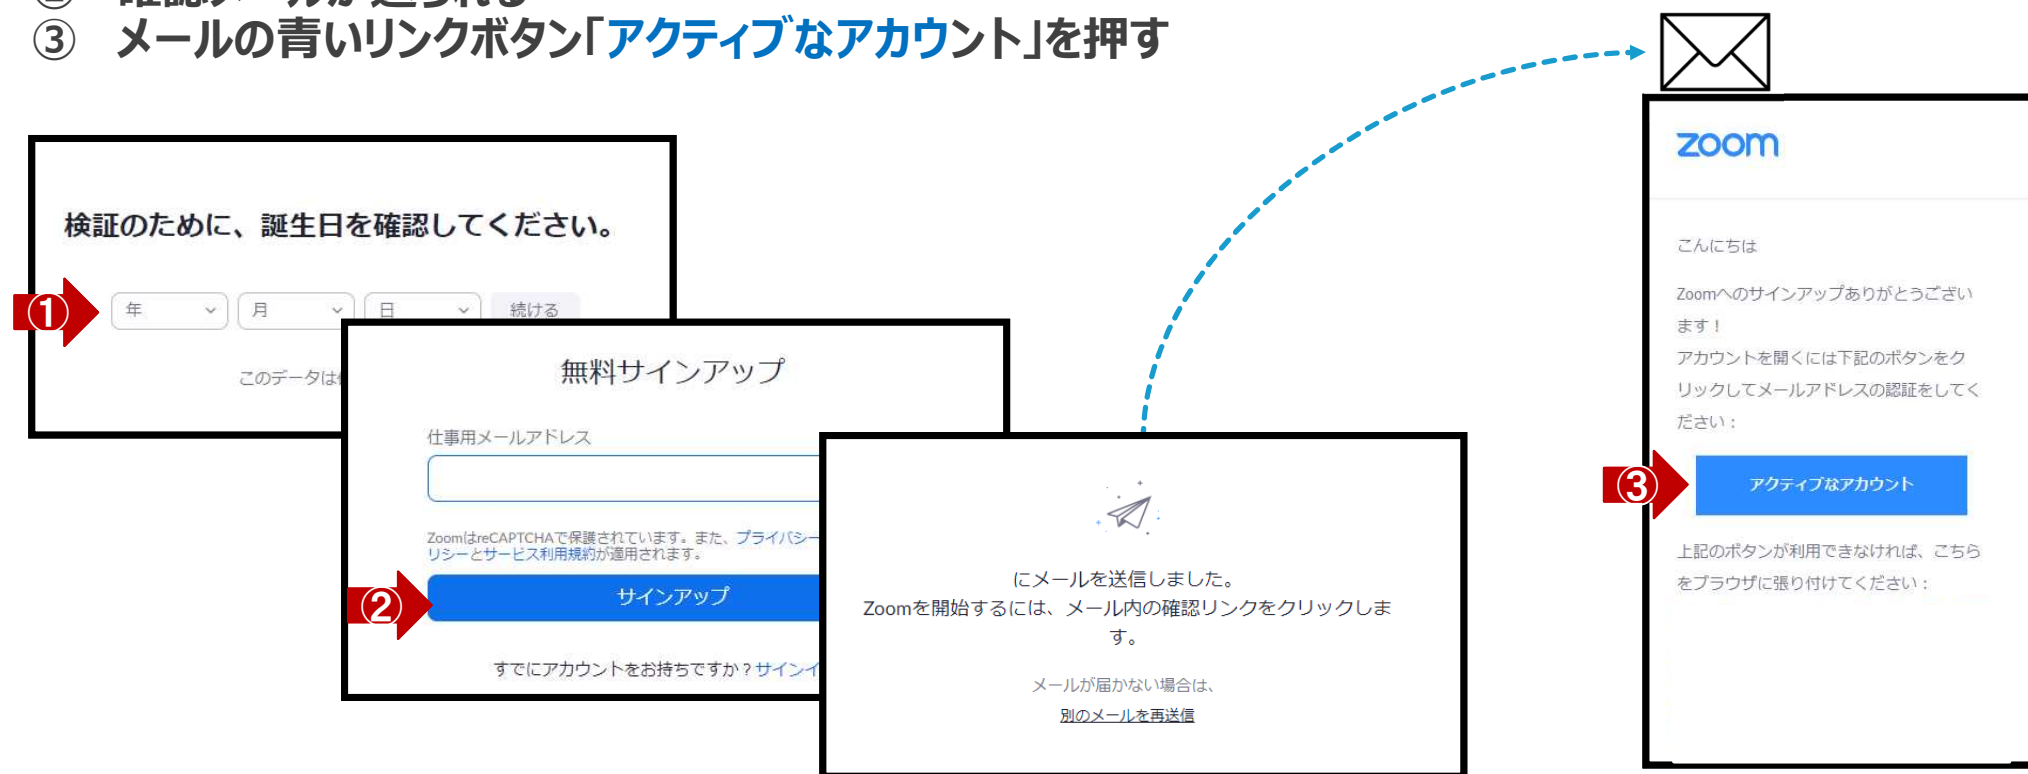 ② 確認メールが送られる
③ メールの青いリンクボタン「アクティブなアカウント」を押す
検証のために、誕生日を確認してください。
①
年 月 日 続ける
このデータは
無料サインアップ
仕事用メールアドレス
ZoomはreCAPTCHAで保護されています。また、プライバシー
リシーとサービス利用規約が適用されます。
②
サインアップ
すでにアカウントをお持ちですか？サインイ
にメールを送信しました。
Zoomを開始するには、メール内の確認リンクをクリックしま
す。
メールが届かない場合は、
別のメールを再送信
zoom
こんにちは
Zoomへのサインアップありがとうござい
ます！
アカウントを開くには下記のボタンをク
リックしてメールアドレスの認証をしてく
ださい：
③
アクティブなアカウント
上記のボタンが利用できなければ、こちら
をブラウザに張り付けてください：